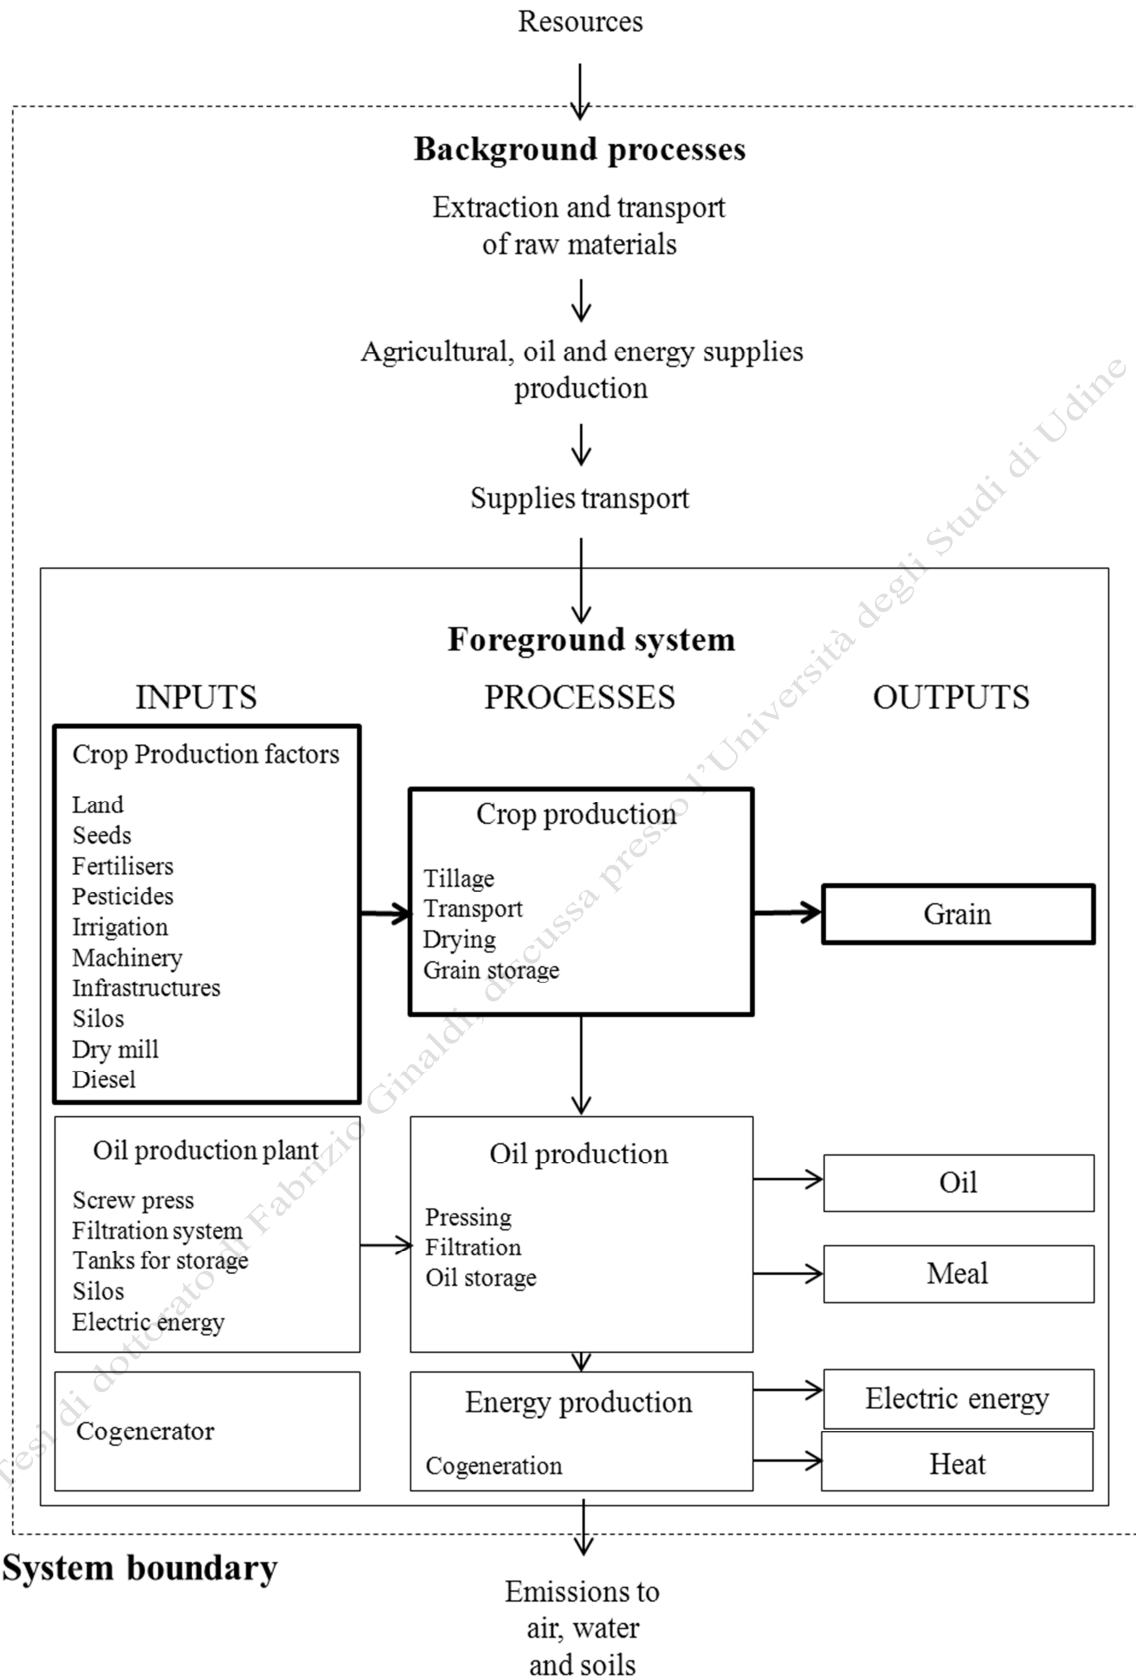 Resources
Background processes
Extraction and transport
of raw materials
Agricultural, oil and energy supplies
production
Supplies transport
Foreground system
INPUTS
PROCESSES
OUTPUTS
Crop Production factors
Land
Seeds
Fertilisers
Pesticides
Irrigation
Machinery
Infrastructures
Silos
Dry mill
Diesel
Crop production
Tillage
Transport
Drying
Grain storage
Grain
Oil production plant
Screw press
Filtration system
Tanks for storage
Silos
Electric energy
Oil production
Pressing
Filtration
Oil storage
Oil
Meal
Cogenerator
Energy production
Cogeneration
Electric energy
Heat
System boundary
Emissions to
air, water
and soils
Tesi di dottorato di Fabrizio Ginaldi, discussa presso l'Università degli Studi di Udine